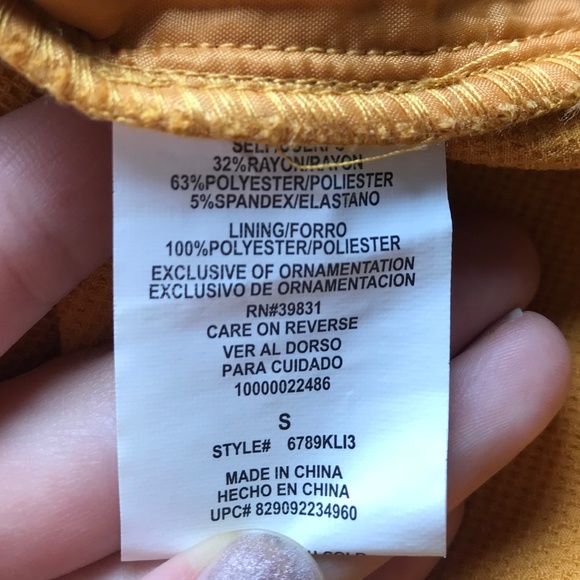 SELF/CUERPO
32%RAYON/RAYON
63%POLYESTER/POLIESTER
5%SPANDEX/ELASTANO
LINING/FORRO
100%POLYESTER/POLIESTER
EXCLUSIVE OF ORNAMENTATION
EXCLUSIVO DE ORNAMENTACION
RN#39831
CARE ON REVERSE
VER AL DORSO
PARA CUIDADO
10000022486
S
STYLE# 6789KLI3
MADE IN CHINA
HECHO EN CHINA
UPC# 829092234960